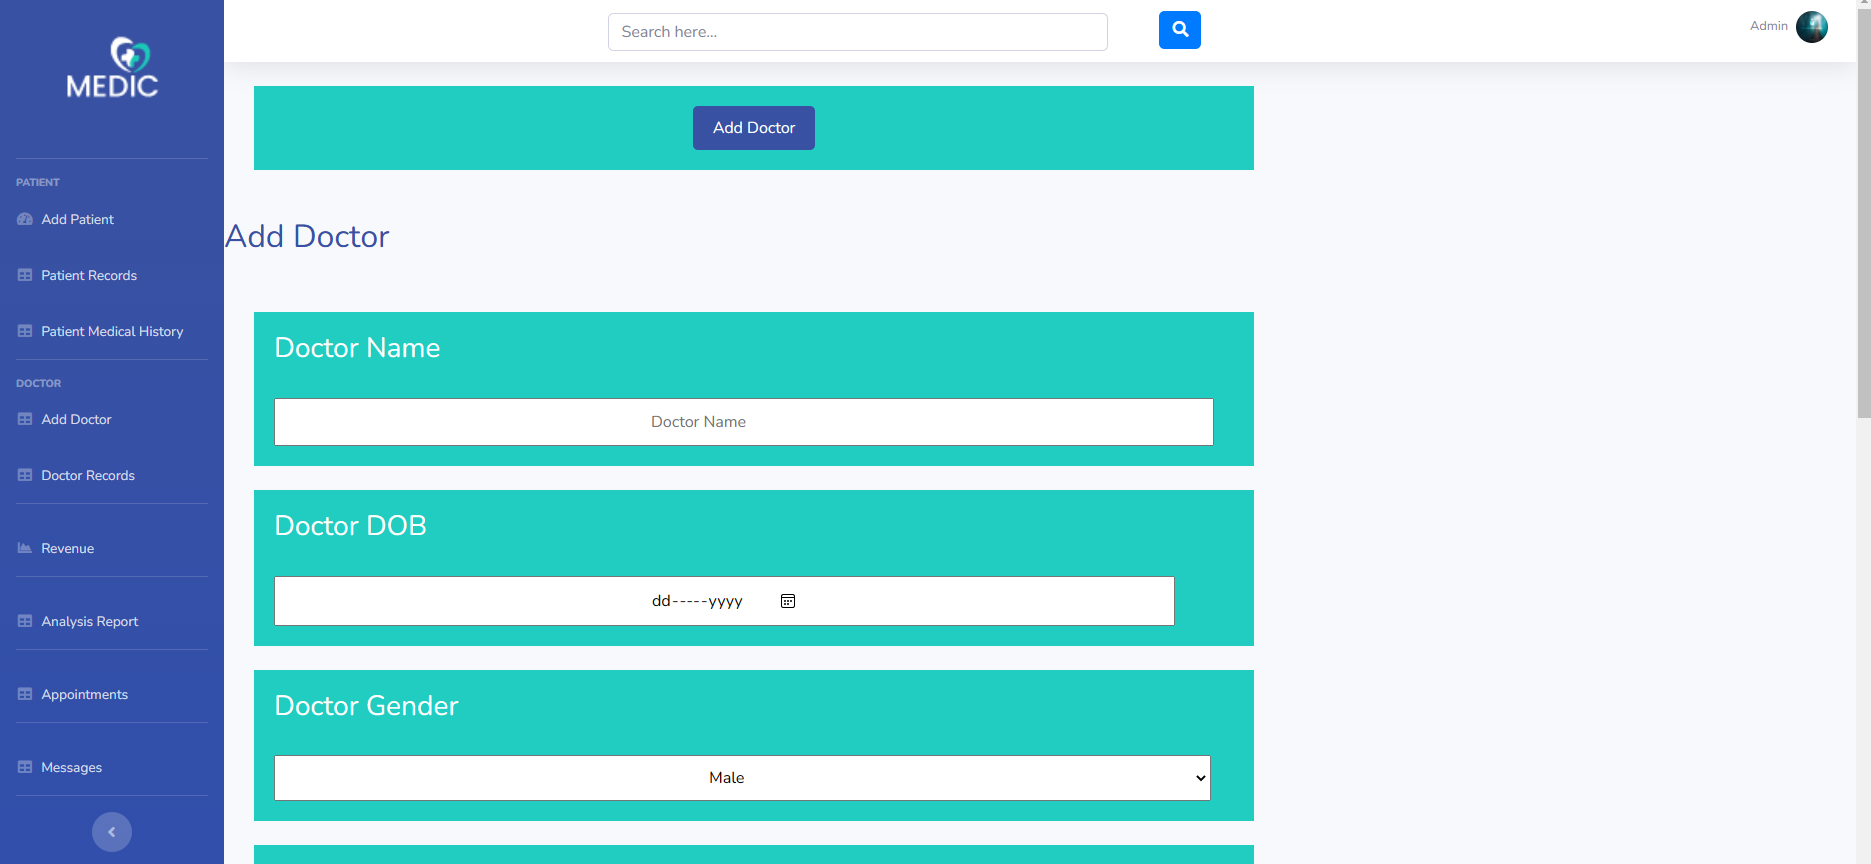 MEDIC
Search here...
Admin
PATIENT
Add Patient
Patient Records
Patient Medical History
DOCTOR
Add Doctor
Doctor Records
Revenue
Analysis Report
Appointments
Messages
Add Doctor
Add Doctor
Doctor Name
Doctor Name
Doctor DOB
dd-----yyyy
Doctor Gender
Male